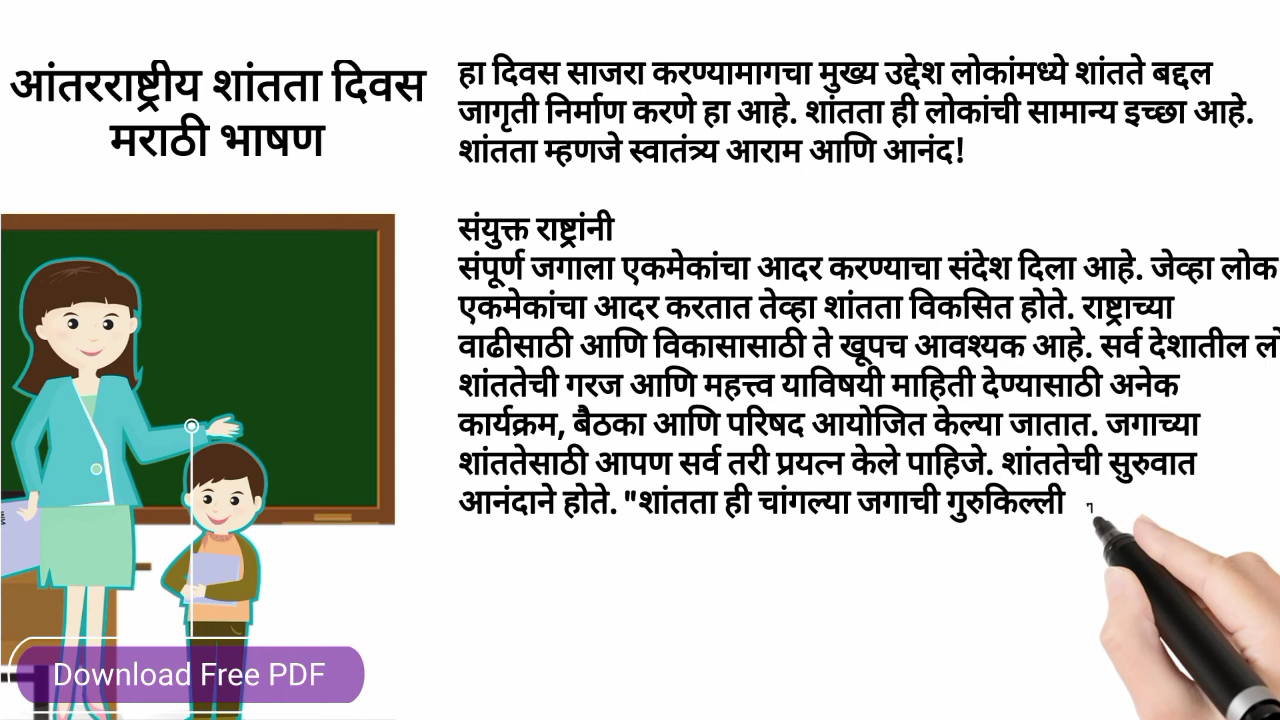 आंतरराष्ट्रीय शांतता दिवस
मराठी भाषण
हा दिवस साजरा करण्यामागचा मुख्य उद्देश लोकांमध्ये शांतते बद्दल
जागृती निर्माण करणे हा आहे. शांतता ही लोकांची सामान्य इच्छा आहे.
शांतता म्हणजे स्वातंत्र्य आराम आणि आनंद!
संयुक्त राष्ट्रांनी
संपूर्ण जगाला एकमेकांचा आदर करण्याचा संदेश दिला आहे. जेव्हा लोक
एकमेकांचा आदर करतात तेव्हा शांतता विकसित होते. राष्ट्राच्या
वाढीसाठी आणि विकासासाठी ते खूपच आवश्यक आहे. सर्व देशातील
शांततेची गरज आणि महत्त्व याविषयी माहिती देण्यासाठी अनेक
कार्यक्रम, बैठका आणि परिषद आयोजित केल्या जातात. जगाच्या
शांततेसाठी आपण सर्व तरी प्रयत्न केले पाहिजे. शांततेची सुरुवात
आनंदाने होते. "शांतता ही चांगल्या जगाची गुरुकिल्ली
Download Free PDF